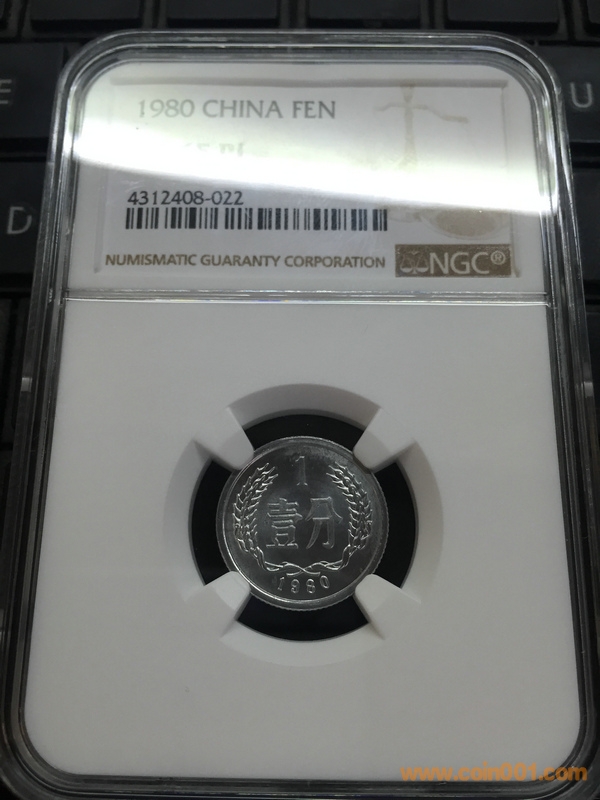 1980 CHINA FEN
4312408-022
NUMISMATIC GUARANTY CORPORATION
NGC®
1
壹分
1980
E
D
U
www.coin001.com